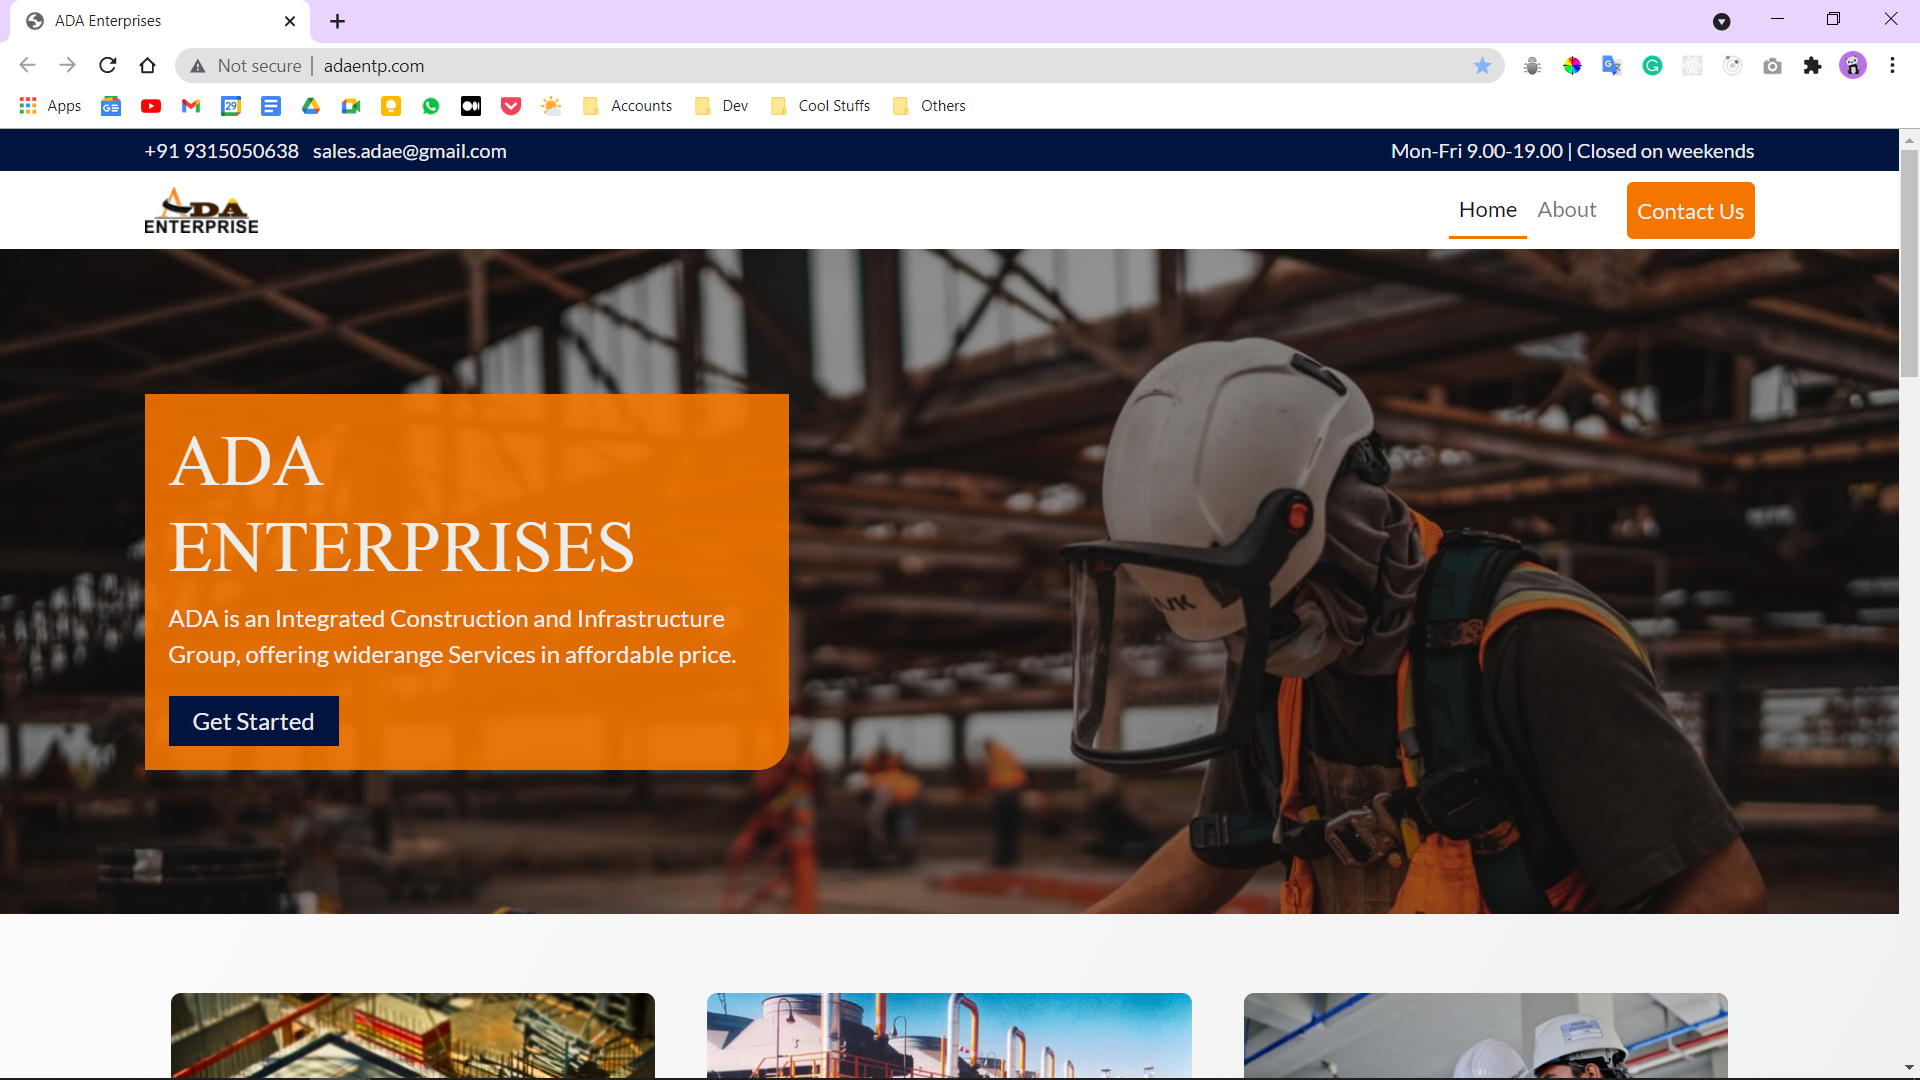 ADA Enterprises
Not secure | adaentp.com
Apps
29
Accounts
Dev
Cool Stuffs
Others
+91 9315050638 sales.adae@gmail.com
Mon-Fri 9.00-19.00 | Closed on weekends
ADA
ENTERPRISE
Home
About
Contact Us
ADA
ENTERPRISES
ADA is an Integrated Construction and Infrastructure
Group, offering widerange Services in affordable price.
Get Started